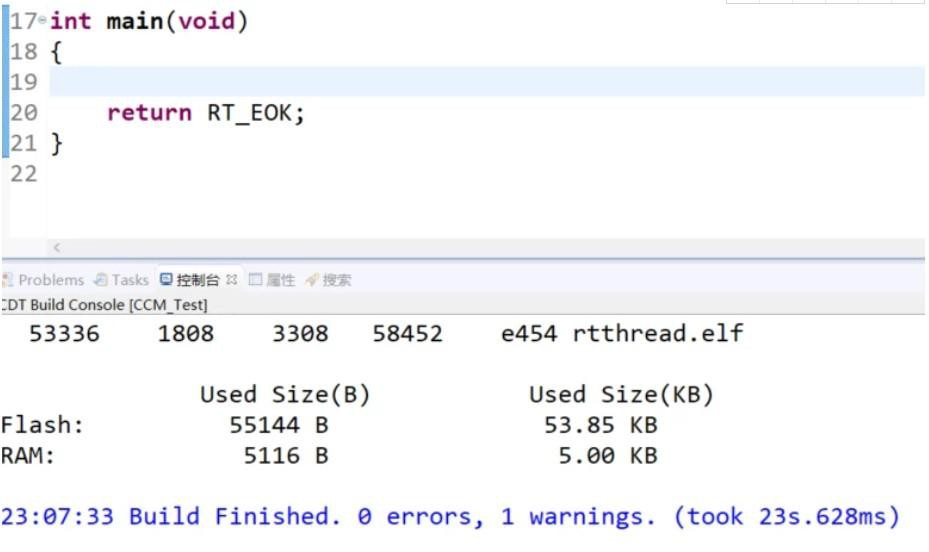 17 int main(void)
18 {
19
20 return RT_EOK;
21 }
22
Problems Tasks 控制台 属性 搜索
CDT Build Console [CCM_Test]
53336 1808 3308 58452 e454 rtthread.elf
Used Size(B) Used Size(KB)
Flash: 55144 B 53.85 KB
RAM: 5116 B 5.00 KB
23:07:33 Build Finished. 0 errors, 1 warnings. (took 23s.628ms)